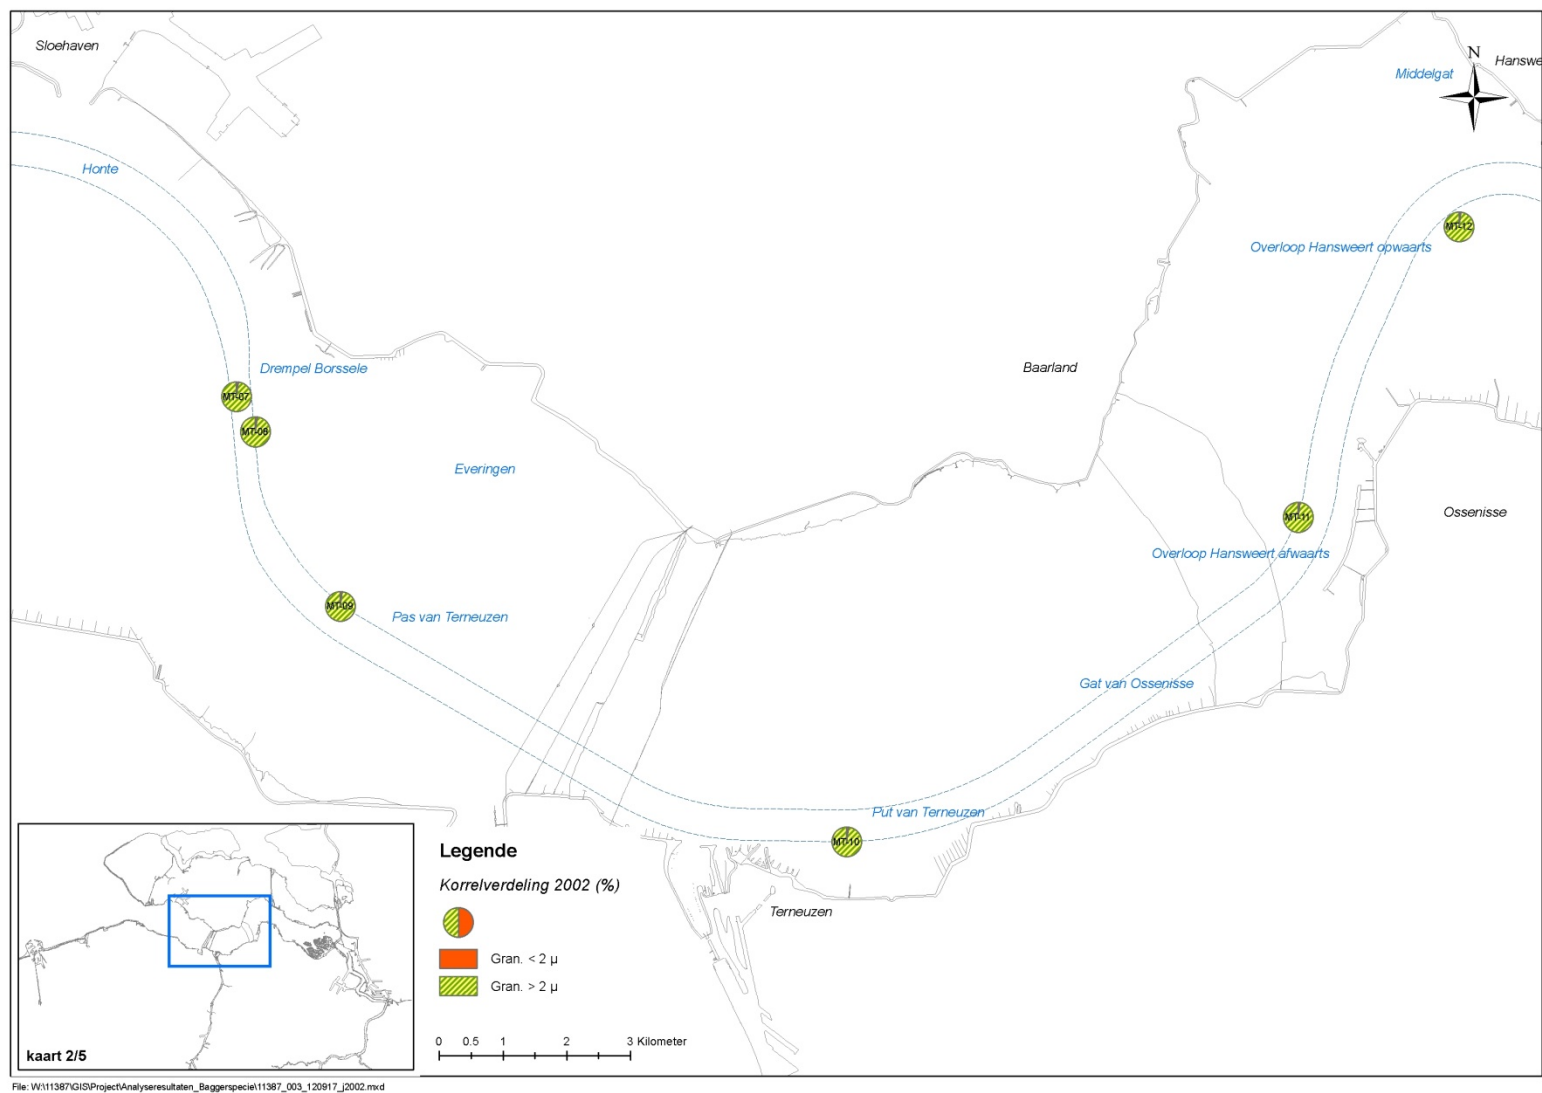 Sloehaven
N
Hanswe
Middelgat
Honte
MT-12
Overloop Hansweert opwaarts
Drempel Borssele
Baarland
MT-07
MT-08
Everingen
MT-11
Ossenisse
Overloop Hansweert afwaarts
MT-09
Pas van Terneuzen
Gat van Ossenisse
Put van Terneuzen
MT-10
Terneuzen
Legende
Korrelverdeling 2002 (%)
Gran. < 2 µ
Gran. > 2 µ
0 0.5 1 2 3 Kilometer
kaart 2/5
File: W:\11387\GIS\Project\Analyseresultaten_Baggerspecie\11387_003_120917_j2002.mxd